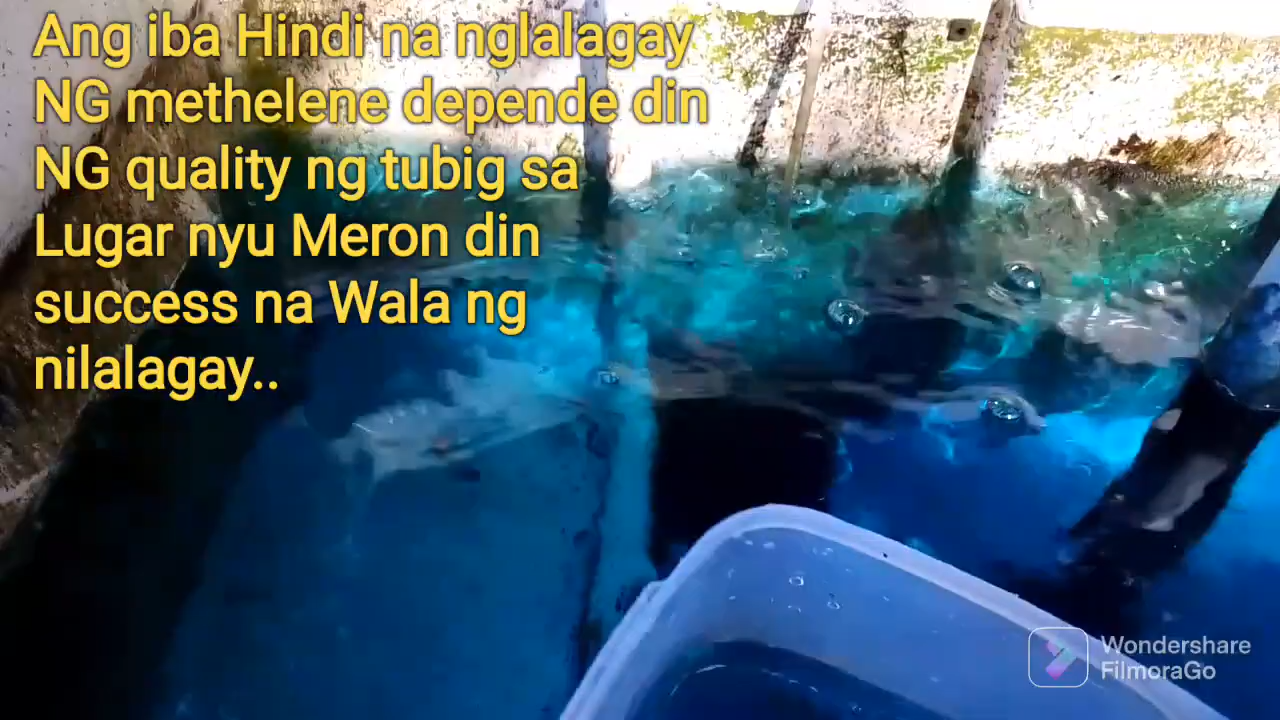 Ang iba Hindi na nglalagay
NG methelene depende din
NG quality ng tubig sa
Lugar nyu Meron din
success na Wala ng
nilalagay..
Wondershare
FilmoraGo